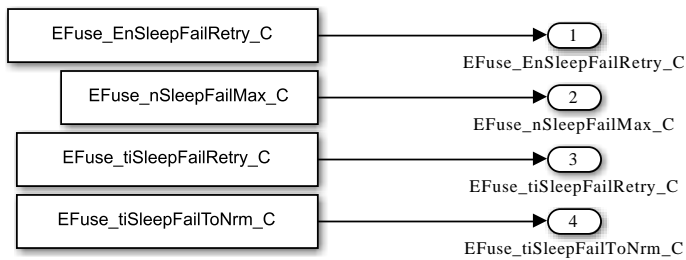 EFuse_EnSleepFailRetry_C
1
EFuse_EnSleepFailRetry_C
EFuse_nSleepFailMax_C
2
EFuse_nSleepFailMax_C
EFuse_tiSleepFailRetry_C
3
EFuse_tiSleepFailRetry_C
EFuse_tiSleepFailToNrm_C
4
EFuse_tiSleepFailToNrm_C